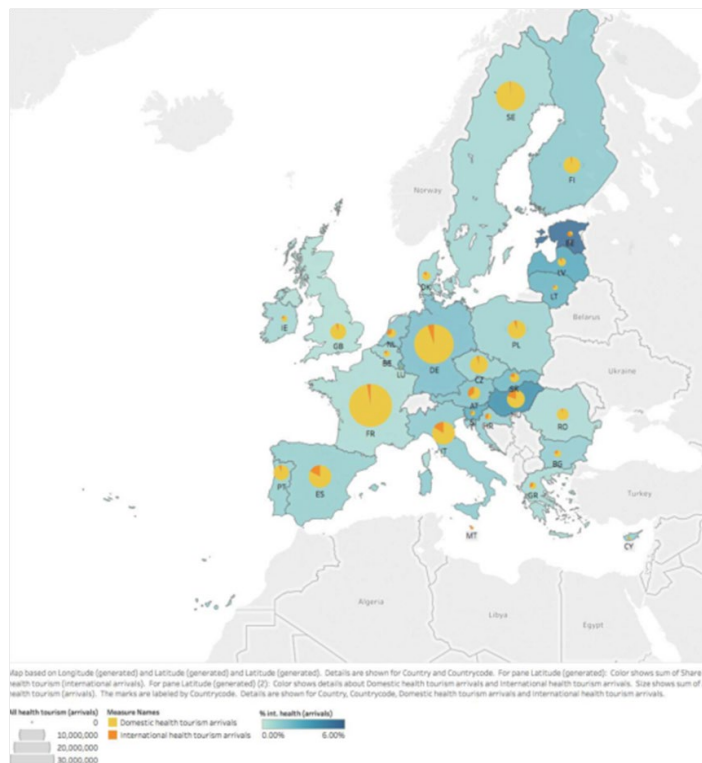 SE
FI
Norway
EE
LV
DK
LT
Belarus
IE
GB
NL
PL
BE
DE
LU
CZ
Ukraine
SK
AT
FR
SI
HR
RO
IT
BG
PT
ES
GR
Turkey
MT
CY
Algeria
Libya
Egypt
Map based on Longitude (generated) and Latitude (generated) and Latitude (generated). Details are shown for Country and Countrycode. For pane Latitude (generated): Color shows sum of Share
health tourism (international arrivals). For pane Latitude (generated) (2): Color shows details about Domestic health tourism arrivals and International health tourism arrivals. Size shows sum of
health tourism (arrivals). The marks are labeled by Countrycode. Details are shown for Country, Countrycode, Domestic health tourism arrivals and International health tourism arrivals.
All health tourism (arrivals) Measure Names % int. health (arrivals)
0 Domestic health tourism arrivals
10,000,000 International health tourism arrivals 0.00% 6.00%
20,000,000
30,000,000